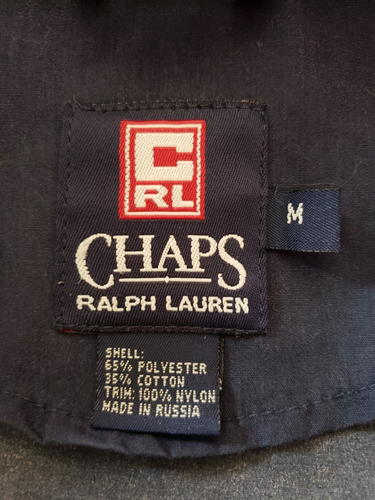 C
RL
CHAPS
RALPH LAUREN
M
SHELL:
65% POLYESTER
35% COTTON
TRIM: 100% NYLON
MADE IN RUSSIA